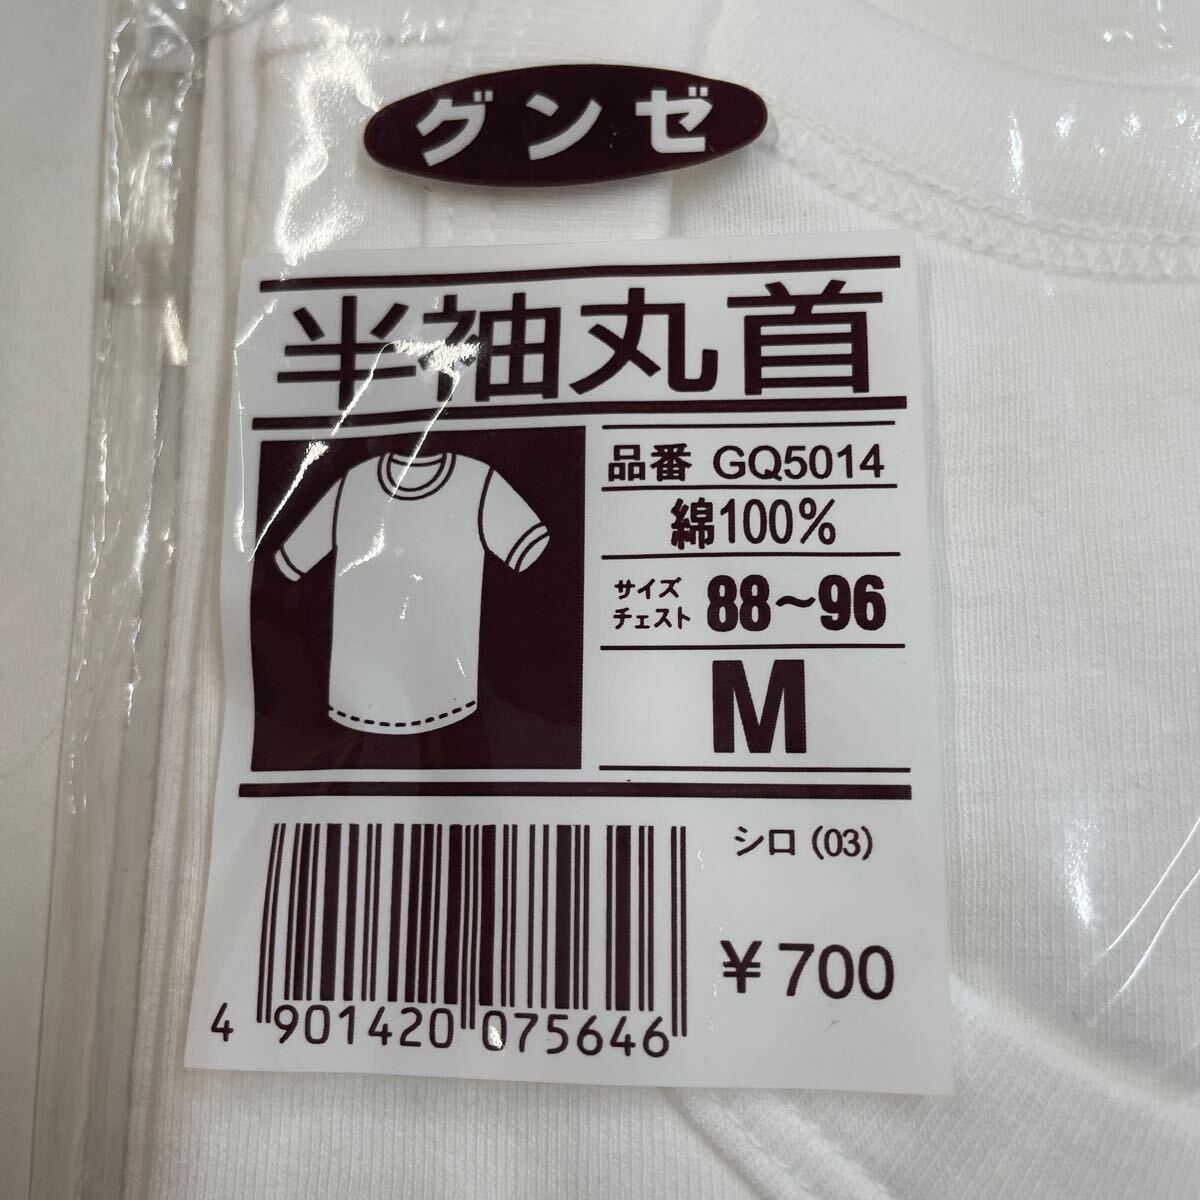 グンゼ
半袖丸首
品番 GQ5014
綿100%
サイズ
チェスト 88～96
M
シロ (03)
¥700
4 901420 075646